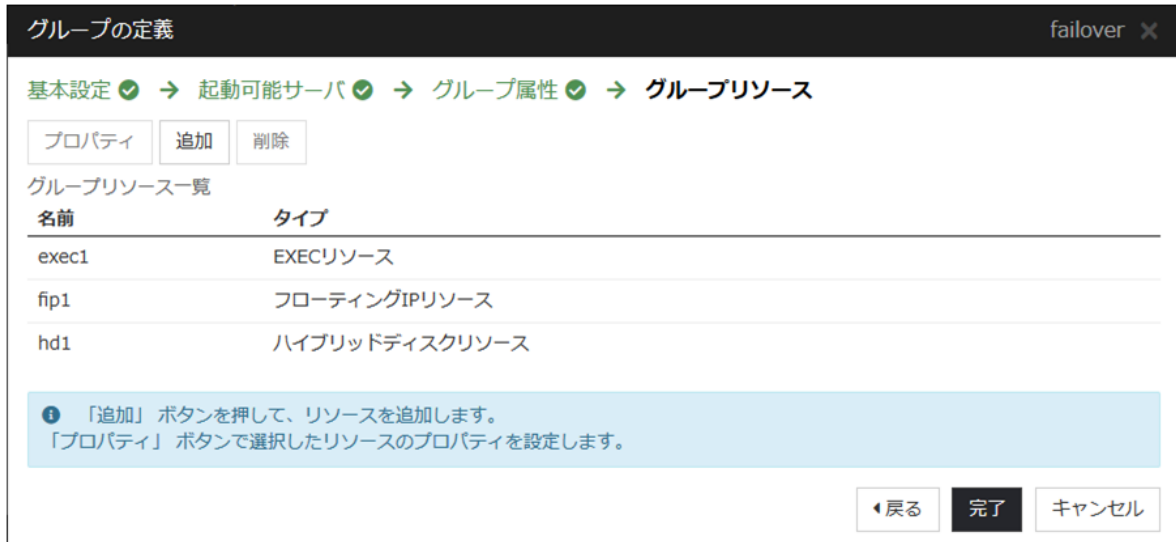 グループの定義 failover ×
基本設定 → 起動可能サーバ → グループ属性 → グループリソース
プロパティ 追加 削除
グループリソース一覧
名前 タイプ
exec1 EXECリソース
fip1 フローティングIPリソース
hd1 ハイブリッドディスクリソース
「追加」 ボタンを押して、リソースを追加します。
「プロパティ」 ボタンで選択したリソースのプロパティを設定します。
戻る 完了 キャンセル